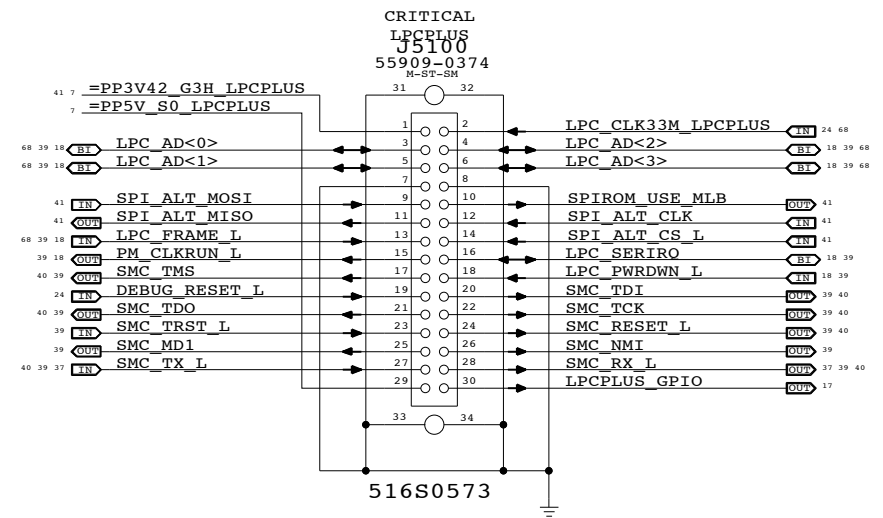 CRITICAL
LPCPLUS
J5100
55909-0374
M-ST-SM
31 32
41 7 =PP3V42_G3H_LPCPLUS
7 =PP5V_S0_LPCPLUS
1 2 LPC_CLK33M_LPCPLUS IN 24 68
68 39 18 BI LPC_AD<0> 3 4 LPC_AD<2> BI 18 39 68
68 39 18 BI LPC_AD<1> 5 6 LPC_AD<3> BI 18 39 68
7 8
41 IN SPI_ALT_MOSI 9 10 SPIROM_USE_MLB OUT 41
41 OUT SPI_ALT_MISO 11 12 SPI_ALT_CLK IN 41
68 39 18 IN LPC_FRAME_L 13 14 SPI_ALT_CS_L IN 41
39 18 OUT PM_CLKRUN_L 15 16 LPC_SERIRQ BI 18 39
40 39 OUT SMC_TMS 17 18 LPC_PWRDWN_L IN 18 39
24 IN DEBUG_RESET_L 19 20 SMC_TDI OUT 39 40
40 39 OUT SMC_TDO 21 22 SMC_TCK OUT 39 40
39 IN SMC_TRST_L 23 24 SMC_RESET_L OUT 39 40
39 OUT SMC_MD1 25 26 SMC_NMI OUT 39
40 39 37 IN SMC_TX_L 27 28 SMC_RX_L OUT 37 39 40
29 30 LPCPLUS_GPIO OUT 17
33 34
516S0573